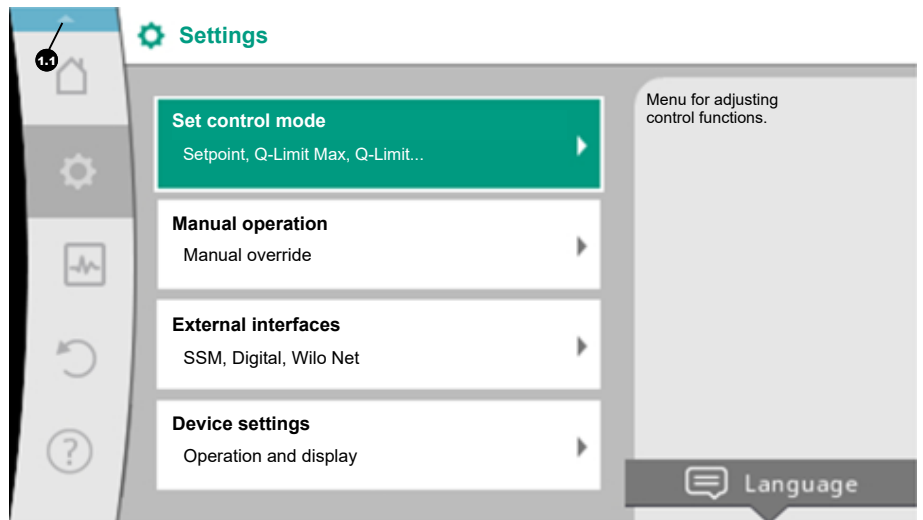 1.1
Settings
Set control mode
Setpoint, Q-Limit Max, Q-Limit...
Manual operation
Manual override
External interfaces
SSM, Digital, Wilo Net
Device settings
Operation and display
Menu for adjusting
control functions.
Language